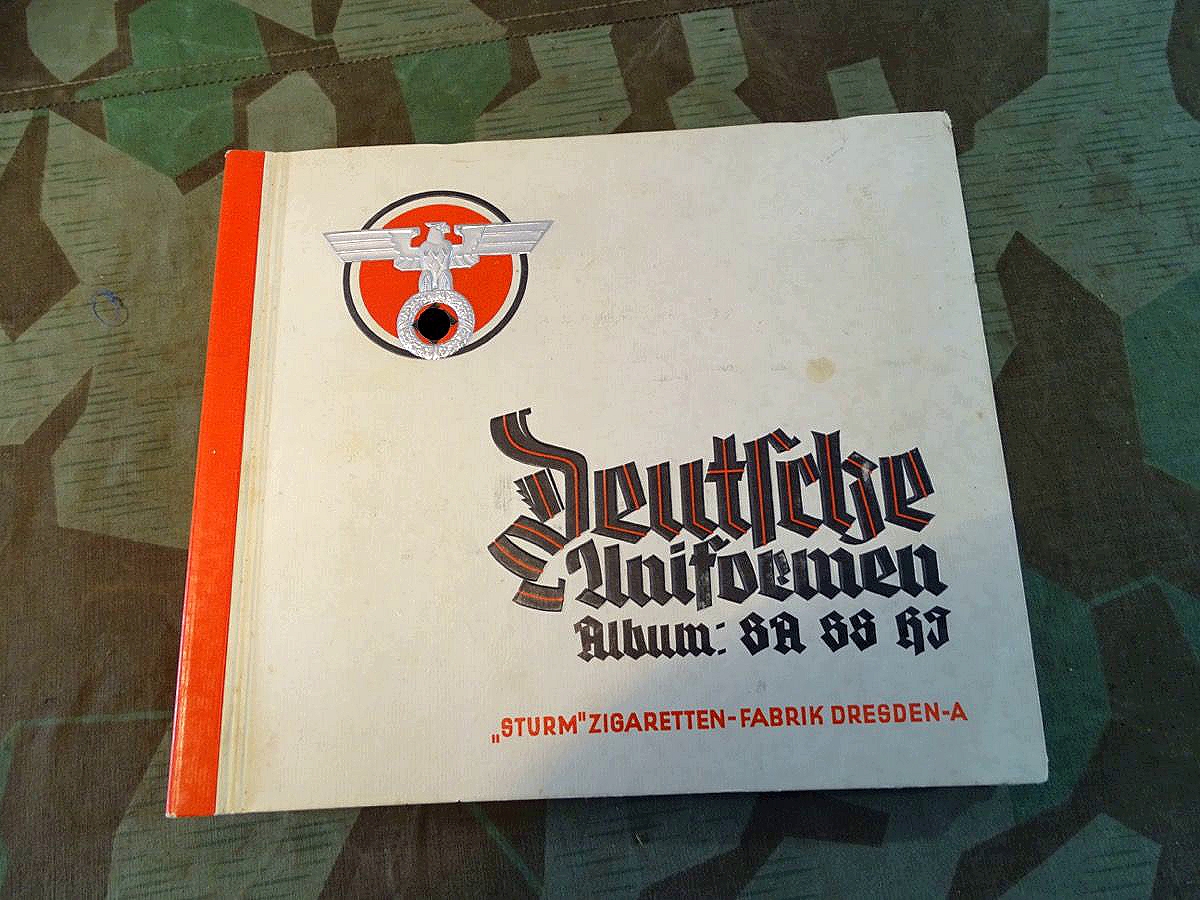 Deutſche
Uniformen
Album: SA SS HJ
„STURM" ZIGARETTEN-FABRIK DRESDEN-A